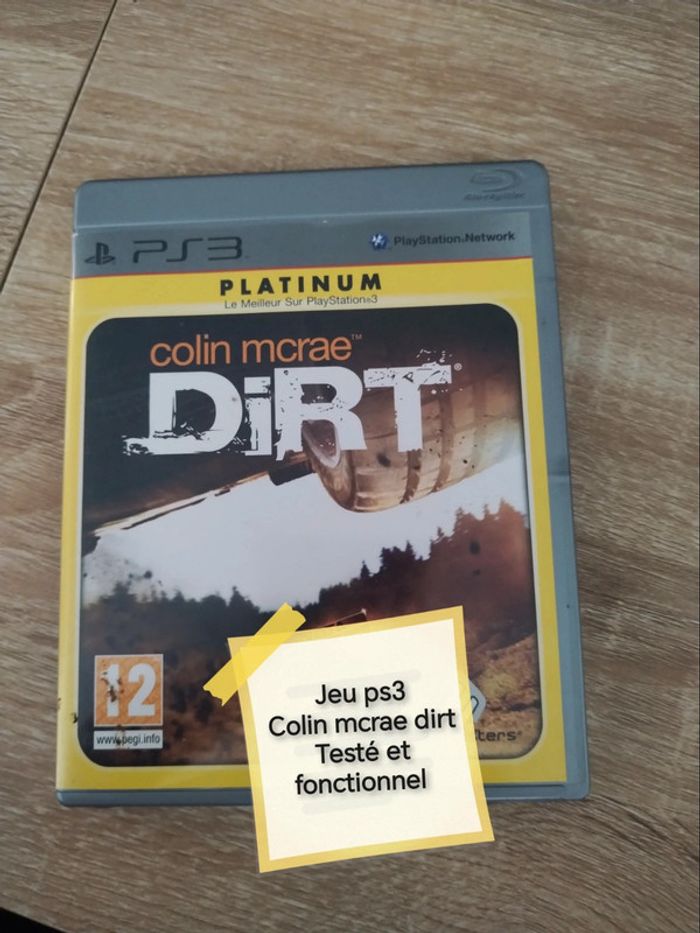 PS3
PlayStation®Network
PLATINUM
Le Meilleur Sur PlayStation®3
colin mcrae™
DiRT®
12
www.pegi.info
Jeu ps3
Colin mcrae dirt
Testé et
fonctionnel